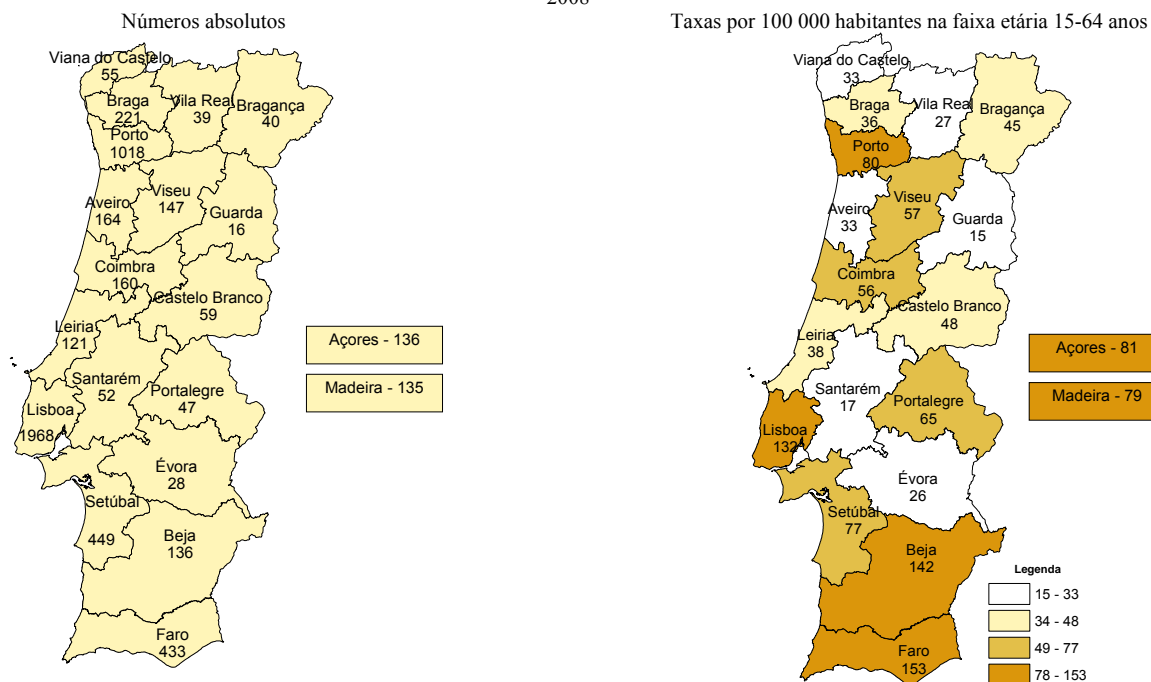 2008
Números absolutos
Viana do Castelo
55
Braga
221
Vila Real
39
Bragança
40
Porto
1018
Aveiro
164
Viseu
147
Guarda
16
Coimbra
160
Castelo Branco
59
Leiria
121
Santarém
52
Portalegre
47
Lisboa
1968
Évora
28
Setúbal
449
Beja
136
Faro
433
Açores - 136
Madeira - 135
Taxas por 100 000 habitantes na faixa etária 15-64 anos
Viana do Castelo
33
Braga
36
Vila Real
27
Bragança
45
Porto
80
Aveiro
33
Viseu
57
Guarda
15
Coimbra
56
Castelo Branco
48
Leiria
38
Santarém
17
Portalegre
65
Lisboa
132
Évora
26
Setúbal
77
Beja
142
Faro
153
Açores - 81
Madeira - 79
Legenda
15 - 33
34 - 48
49 - 77
78 - 153